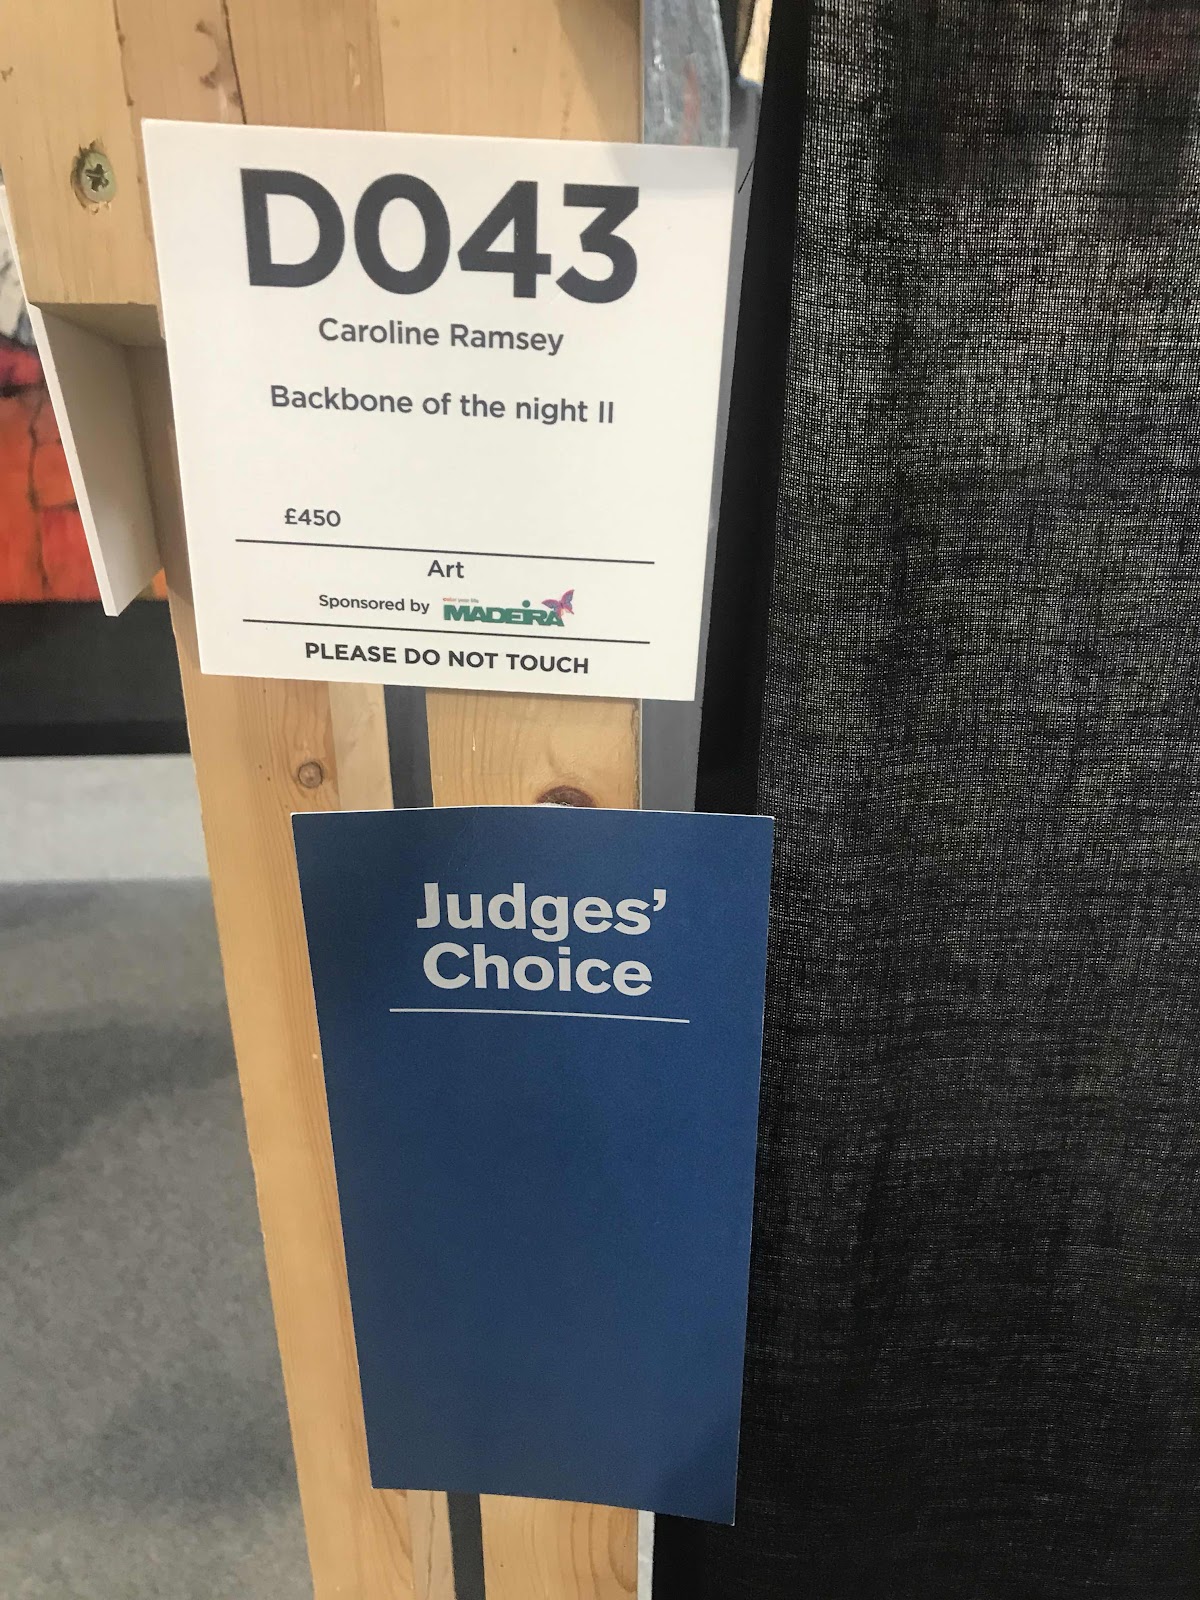 D043
Caroline Ramsey
Backbone of the night II
£450
Art
Sponsored by MADEIRA
PLEASE DO NOT TOUCH
Judges’
Choice